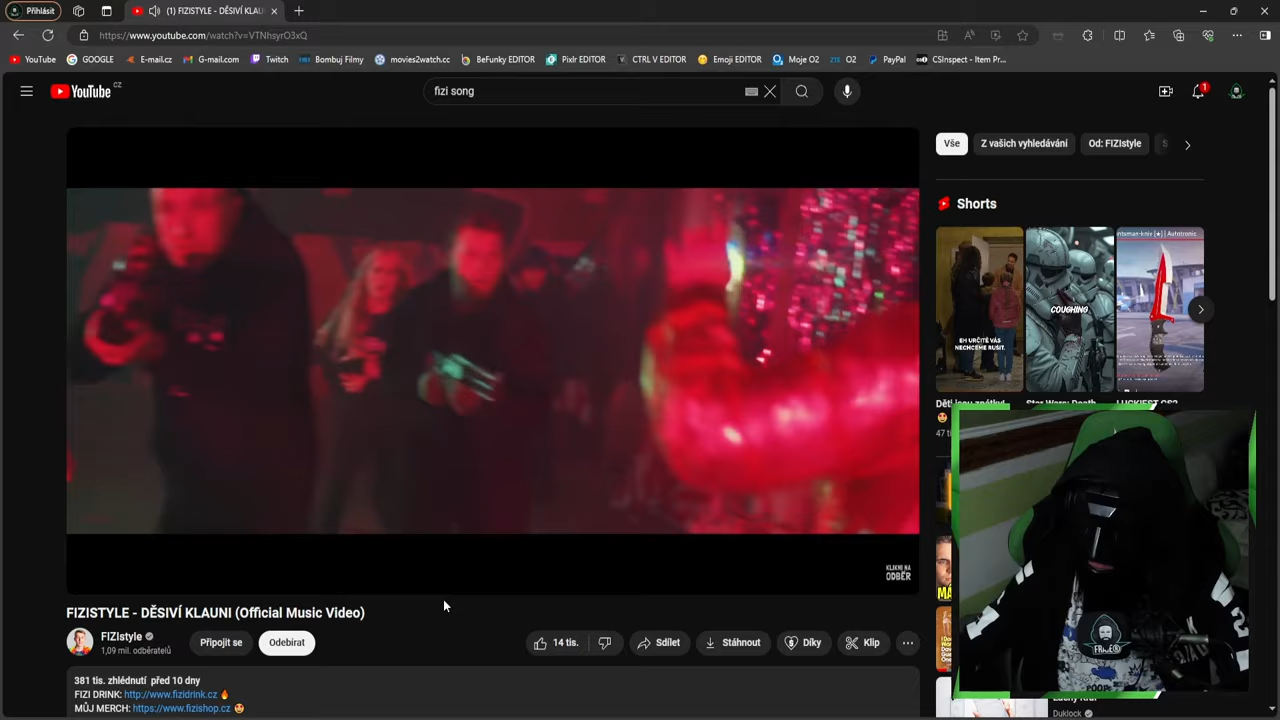 Přihlásit
(1) FIZISTYLE - DĚSIVÍ KLAU
https://www.youtube.com/watch?v=VTNhsyrO3xQ
YouTube
GOOGLE
E-mail.cz
G-mail.com
Twitch
Bombuj Filmy
movies2watch.cc
BeFunky EDITOR
Pixlr EDITOR
CTRL V EDITOR
Emoji EDITOR
Moje O2
O2
PayPal
CSInspect - Item Pr...
YouTube CZ
fizi song
1
Vše
Z vašich vyhledávání
Od: FIZIstyle
Shorts
EM URČITĚ VÁS
NECHCEME RUŠIT.
COUGHING
KLIKNI NA
ODBĚR
FIZISTYLE - DĚSIVÍ KLAUNI (Official Music Video)
FIZIstyle
1,09 mil. odběratelů
Připojit se
Odebírat
14 tis.
Sdílet
Stáhnout
Díky
Klip
381 tis. zhlédnutí před 10 dny
FIZI DRINK: http://www.fizidrink.cz
MŮJ MERCH: https://www.fizishop.cz
Duklock